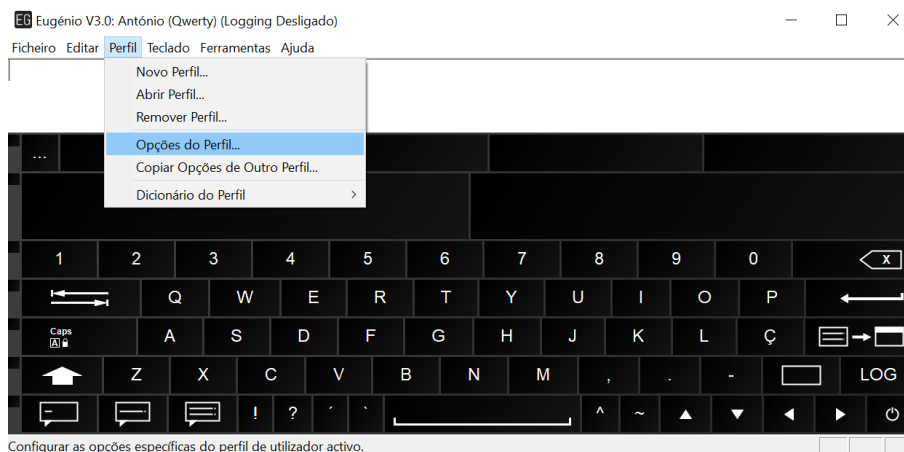 EG Eugénio V3.0: António (Qwerty) (Logging Desligado)
Ficheiro Editar Perfil Teclado Ferramentas Ajuda
Novo Perfil...
Abrir Perfil...
Remover Perfil...
Opções do Perfil...
Copiar Opções de Outro Perfil...
Dicionário do Perfil
...
1 2 3 4 5 6 7 8 9 0 X
Q W E R T Y U I O P
Caps A A S D F G H J K L Ç
Z X C V B N M , . - LOG
! ? ´ ` ^ ~
Configurar as opções específicas do perfil de utilizador activo.